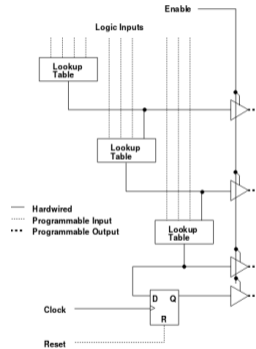 Enable
Logic Inputs
Lookup
Table
Lookup
Table
Lookup
Table
Hardwired
Programmable Input
Programmable Output
D Q
R
Clock
Reset